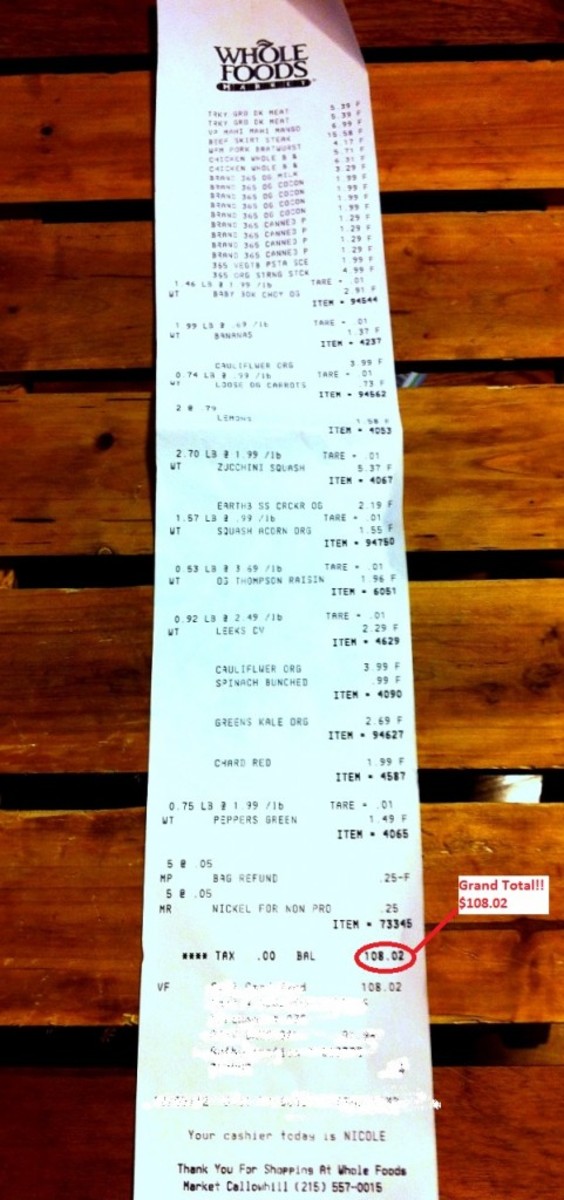 WHOLE
FOODS
MARKET
TRKY GRD DK MEAT 5.39 F
TRKY GRD DK MEAT 5.39 F
VP MAHI MAHI MANGO 6.99 F
BEEF SKIRT STEAK 15.58 F
WFM PORK BRATWURST 4.17 F
CHICKEN WHOLE B & 5.71 F
CHICKEN WHOLE B & 6.31 F
BRAND 365 OG MILK 3.29 F
BRAND 365 OG COCON 1.99 F
BRAND 365 OG COCON 1.99 F
BRAND 365 OG COCON 1.99 F
BRAND 365 OG COCON 1.99 F
BRAND 365 CANNED P 1.29 F
BRAND 365 CANNED P 1.29 F
BRAND 365 CANNED P 1.29 F
BRAND 365 CANNED P 1.29 F
365 VEGTB PSTA SCE 1.99 F
365 ORG STRNG STCK 4.99 F
1.46 LB @ 1.99 /lb TARE = .01
WT BABY BOK CHOY OG 2.91 F
ITEM = 94544
1.99 LB @ .69 /lb TARE = .01
WT BANANAS 1.37 F
ITEM = 4237
CAULIFLWER ORG 3.99 F
0.74 LB @ .99 /lb TARE = .01
WT LOOSE OG CARROTS .73 F
ITEM = 94562
2 @ .79
LEMONS 1.58 F
ITEM = 4053
2.70 LB @ 1.99 /lb TARE = .01
WT ZUCCHINI SQUASH 5.37 F
ITEM = 4067
EARTHB SS CRCKR OG 2.19 F
1.57 LB @ .99 /lb TARE = .01
WT SQUASH ACORN ORG 1.55 F
ITEM = 94750
0.53 LB @ 3.69 /lb TARE = .01
WT OG THOMPSON RAISIN 1.96 F
ITEM = 6051
0.92 LB @ 2.49 /lb TARE = .01
WT LEEKS CV 2.29 F
ITEM = 4629
CAULIFLWER ORG 3.99 F
SPINACH BUNCHED .99 F
ITEM = 4090
GREENS KALE ORG 2.69 F
ITEM = 94627
CHARD RED 1.99 F
ITEM = 4587
0.75 LB @ 1.99 /lb TARE = .01
WT PEPPERS GREEN 1.49 F
ITEM = 4065
5 @ .05
MP BAG REFUND .25-F
5 @ .05
MR NICKEL FOR NON PRO .25
ITEM = 73345
Grand Total!!
$108.02
**** TAX .00 BAL 108.02
VF 108.02
Your cashier today is NICOLE
Thank You For Shopping At Whole Foods
Market Callowhill (215) 557-0015